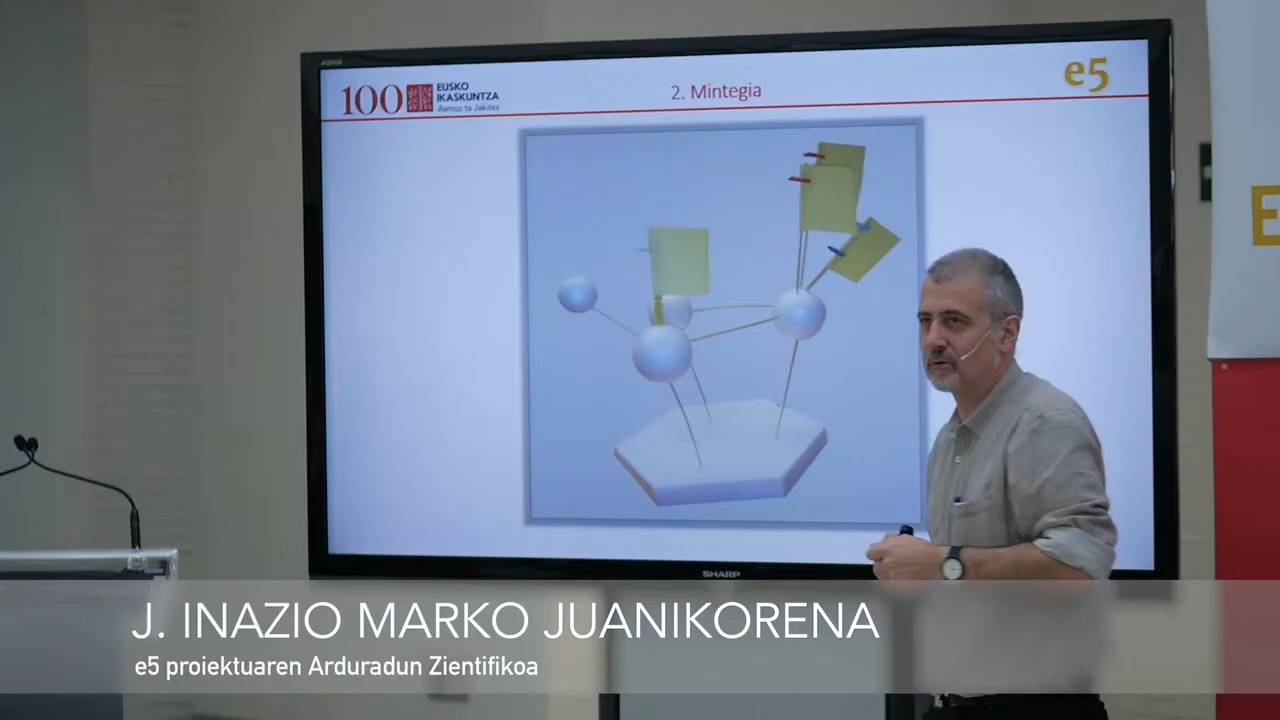 100
EUSKO
IKASKUNTZA
Asmoz ta Jakitez
2. Mintegia
e5
E
SHARP
J. INAZIO MARKO JUANIKORENA
e5 proiektuaren Arduradun Zientifikoa